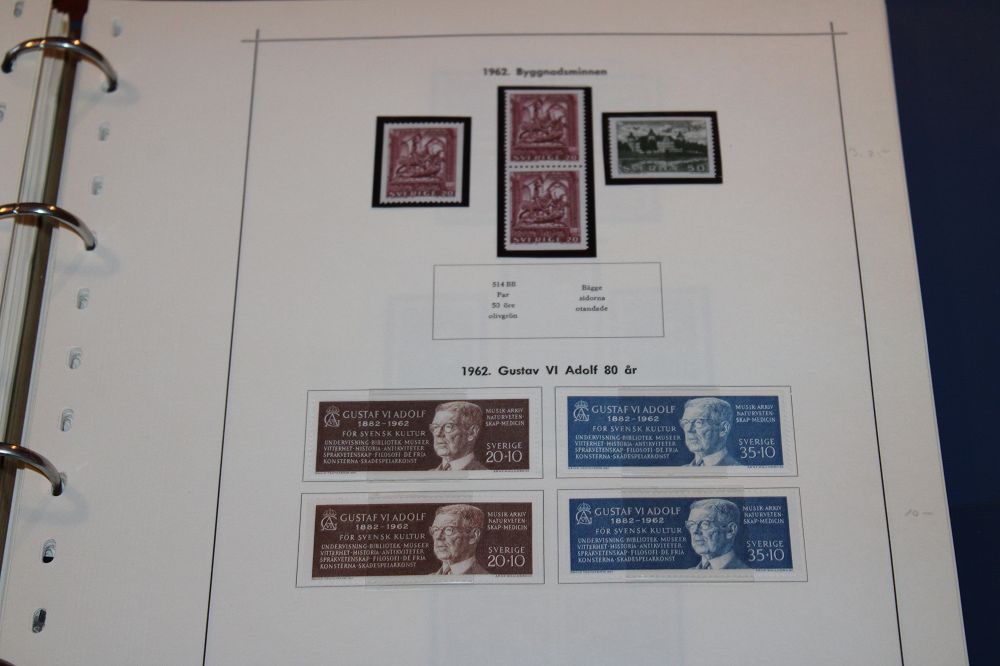 1962. Byggnadsminnen
SVERIGE 20
SVERIGE 20
SVERIGE 20
SVERIGE 50
514 BB
Par
50 öre
olivgrön
Bägge
sidorna
otandade
1962. Gustav VI Adolf 80 år
GUSTAF VI ADOLF
1882-1962
FÖR SVENSK KULTUR
UNDERVISNING·BIBLIOTEK·MUSEER
VITTERHET·HISTORIA·ANTIKVITETER
SPRÅKVETENSKAP·FILOSOFI·DE FRIA
KONSTERNA·SKÅDESPELARKONST
MUSIK·ARKIV
NATURVETEN-
SKAP·MEDICIN
SVERIGE
20+10
GUSTAF VI ADOLF
1882-1962
FÖR SVENSK KULTUR
UNDERVISNING·BIBLIOTEK·MUSEER
VITTERHET·HISTORIA·ANTIKVITETER
SPRÅKVETENSKAP·FILOSOFI·DE FRIA
KONSTERNA·SKÅDESPELARKONST
MUSIK·ARKIV
NATURVETEN-
SKAP·MEDICIN
SVERIGE
35+10
GUSTAF VI ADOLF
1882-1962
FÖR SVENSK KULTUR
UNDERVISNING·BIBLIOTEK·MUSEER
VITTERHET·HISTORIA·ANTIKVITETER
SPRÅKVETENSKAP·FILOSOFI·DE FRIA
KONSTERNA·SKÅDESPELARKONST
MUSIK·ARKIV
NATURVETEN-
SKAP·MEDICIN
SVERIGE
20+10
GUSTAF VI ADOLF
1882-1962
FÖR SVENSK KULTUR
UNDERVISNING·BIBLIOTEK·MUSEER
VITTERHET·HISTORIA·ANTIKVITETER
SPRÅKVETENSKAP·FILOSOFI·DE FRIA
KONSTERNA·SKÅDESPELARKONST
MUSIK·ARKIV
NATURVETEN-
SKAP·MEDICIN
SVERIGE
35+10
10-